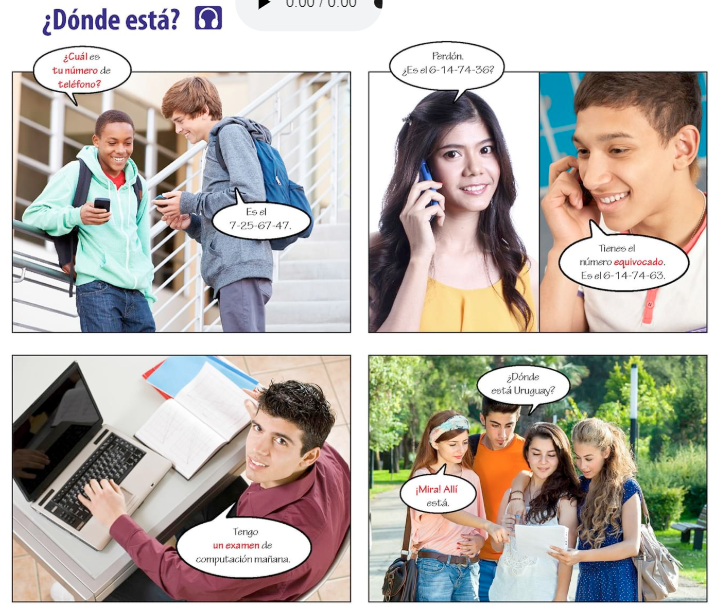 ¿Dónde está?
0:00 / 0:00
¿Cuál es
tu número de
teléfono?
Es el
7-25-67-47.
Perdón.
¿Es el 6-14-74-36?
Tienes el
número equivocado.
Es el 6-14-74-63.
Tengo
un examen de
computación mañana.
¿Dónde
está Uruguay?
¡Mira! Allí
está.